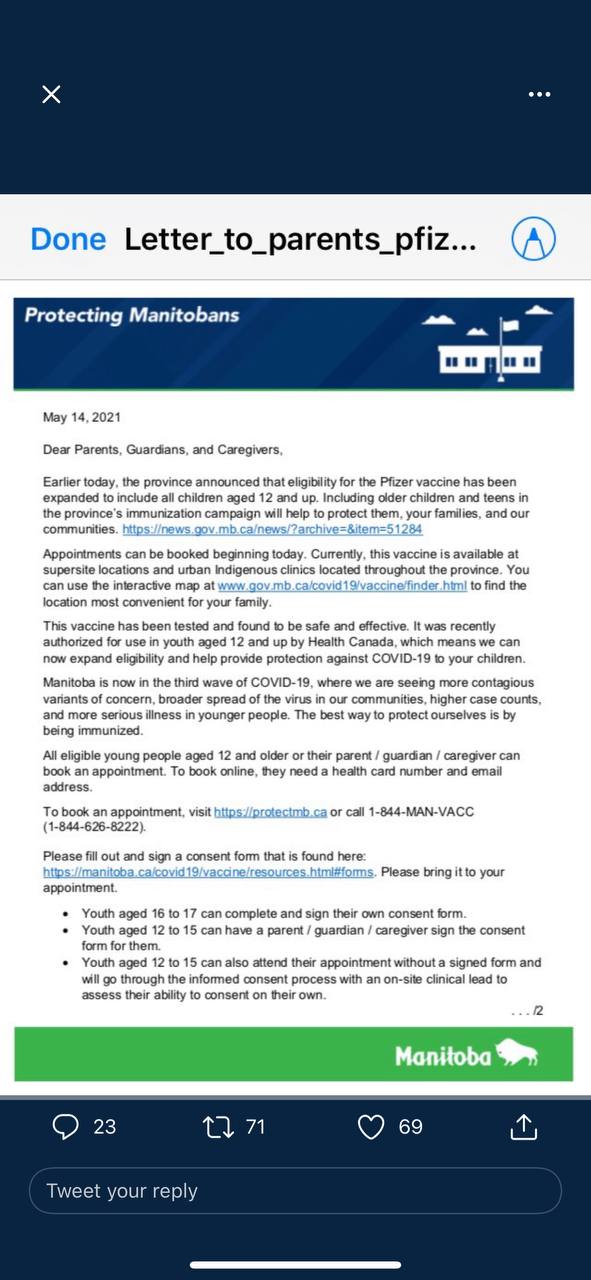 Done Letter_to_parents_pfiz...
Protecting Manitobans
May 14, 2021
Dear Parents, Guardians, and Caregivers,
Earlier today, the province announced that eligibility for the Pfizer vaccine has been
expanded to include all children aged 12 and up. Including older children and teens in
the province's immunization campaign will help to protect them, your families, and our
communities. https://news.gov.mb.ca/news/?archive=&item=51284
Appointments can be booked beginning today. Currently, this vaccine is available at
supersite locations and urban Indigenous clinics located throughout the province. You
can use the interactive map at www.gov.mb.ca/covid19/vaccine/finder.html to find the
location most convenient for your family.
This vaccine has been tested and found to be safe and effective. It was recently
authorized for use in youth aged 12 and up by Health Canada, which means we can
now expand eligibility and help provide protection against COVID-19 to your children.
Manitoba is now in the third wave of COVID-19, where we are seeing more contagious
variants of concern, broader spread of the virus in our communities, higher case counts,
and more serious illness in younger people. The best way to protect ourselves is by
being immunized.
All eligible young people aged 12 and older or their parent / guardian / caregiver can
book an appointment. To book online, they need a health card number and email
address.
To book an appointment, visit https://protectmb.ca or call 1-844-MAN-VACC
(1-844-626-8222).
Please fill out and sign a consent form that is found here:
https://manitoba.ca/covid19/vaccine/resources.html#forms. Please bring it to your
appointment.
• Youth aged 16 to 17 can complete and sign their own consent form.
• Youth aged 12 to 15 can have a parent / guardian / caregiver sign the consent
form for them.
• Youth aged 12 to 15 can also attend their appointment without a signed form and
will go through the informed consent process with an on-site clinical lead to
assess their ability to consent on their own.
. . . /2
Manitoba
23 71 69
Tweet your reply